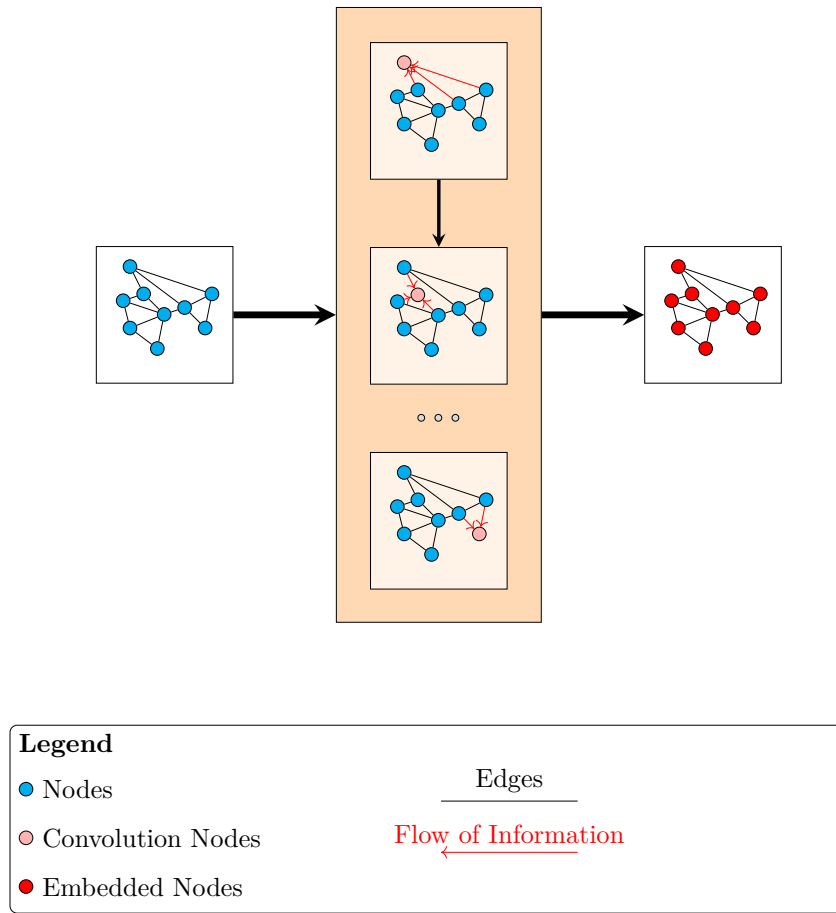 Legend
Nodes
Edges
Convolution Nodes
Flow of Information
Embedded Nodes